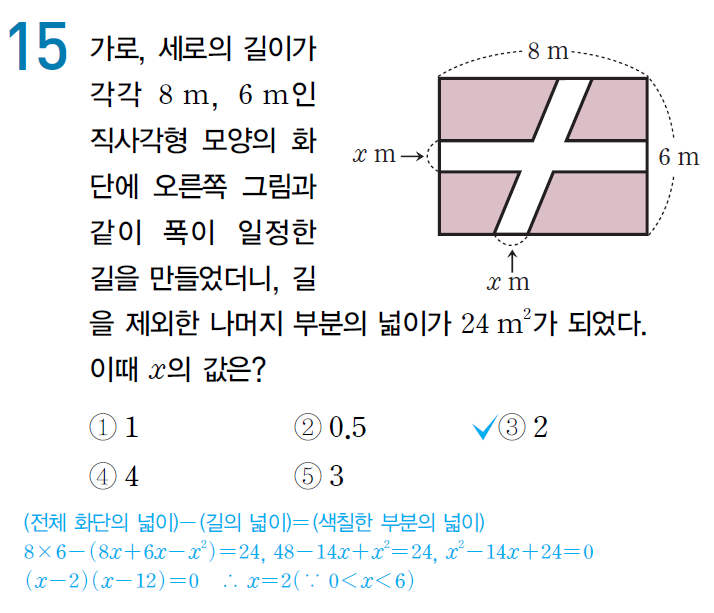 15 가로, 세로의 길이가
각각 8 m, 6 m인
직사각형 모양의 화
단에 오른쪽 그림과
같이 폭이 일정한
길을 만들었더니, 길
을 제외한 나머지 부분의 넓이가 24 m²가 되었다.
이때 x의 값은?
8 m
x m
6 m
x m
① 1
② 0.5
③ 2
④ 4
⑤ 3
(전체 화단의 넓이)-(길의 넓이)=(색칠한 부분의 넓이)
8×6-(8x+6x-x²)=24, 48-14x+x²=24, x²-14x+24=0
(x-2)(x-12)=0 ∴ x=2(∵ 0<x<6)